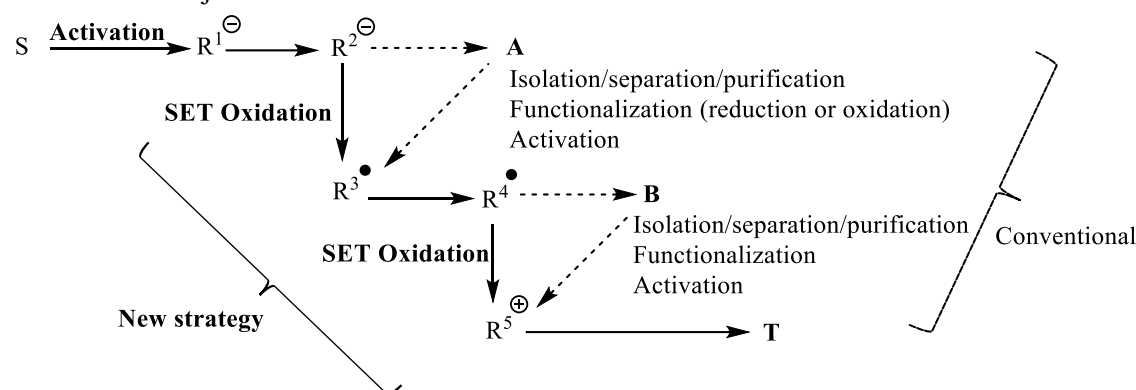 S Activation R1⊖ R2⊖ A
Isolation/separation/purification
SET Oxidation Functionalization (reduction or oxidation)
Activation
R3• R4• B
Isolation/separation/purification
SET Oxidation Functionalization
Conventional
Activation
New strategy
R5⊕ T